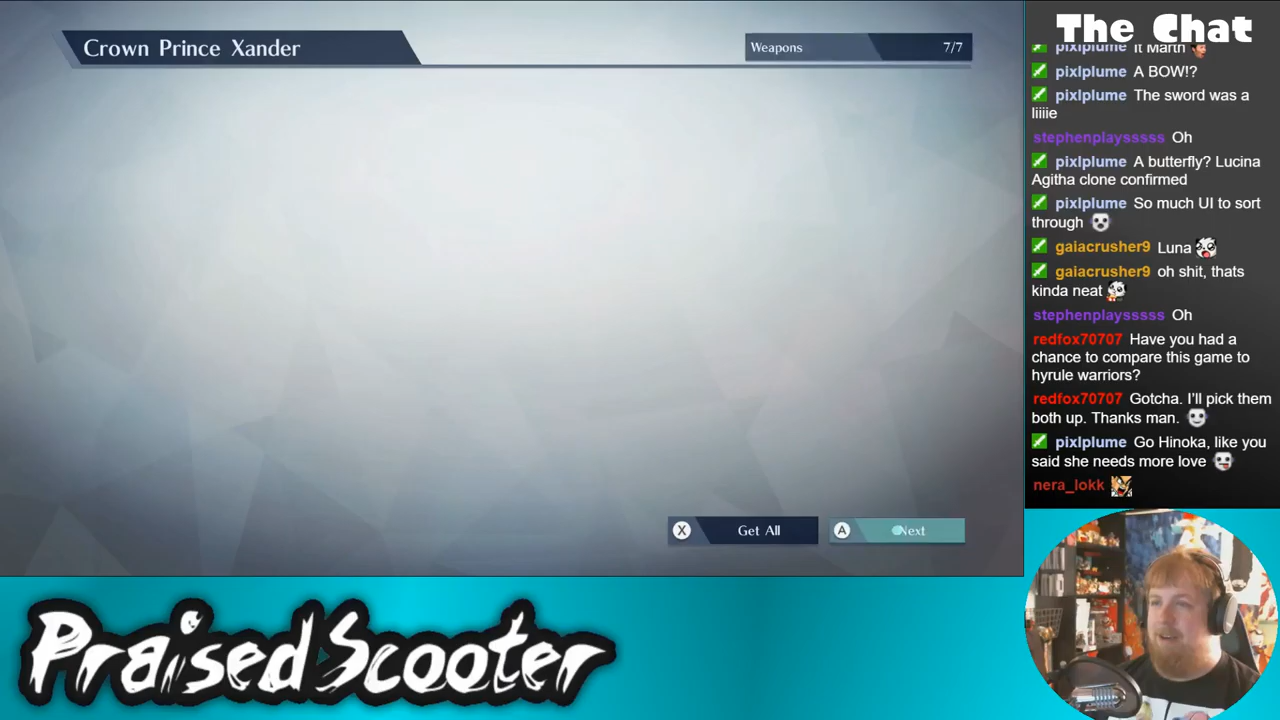 Crown Prince Xander
Weapons 7/7
X Get All
A Next
The Chat
pixlplume It Marth
pixlplume A BOW!?
pixlplume The sword was a
liiiie
stephenplaysssss Oh
pixlplume A butterfly? Lucina
Agitha clone confirmed
pixlplume So much UI to sort
through
gaiacrusher9 Luna
gaiacrusher9 oh shit, thats
kinda neat
stephenplaysssss Oh
redfox70707 Have you had a
chance to compare this game to
hyrule warriors?
redfox70707 Gotcha. I'll pick them
both up. Thanks man.
pixlplume Go Hinoka, like you
said she needs more love
nera_lokk
Praised Scooter